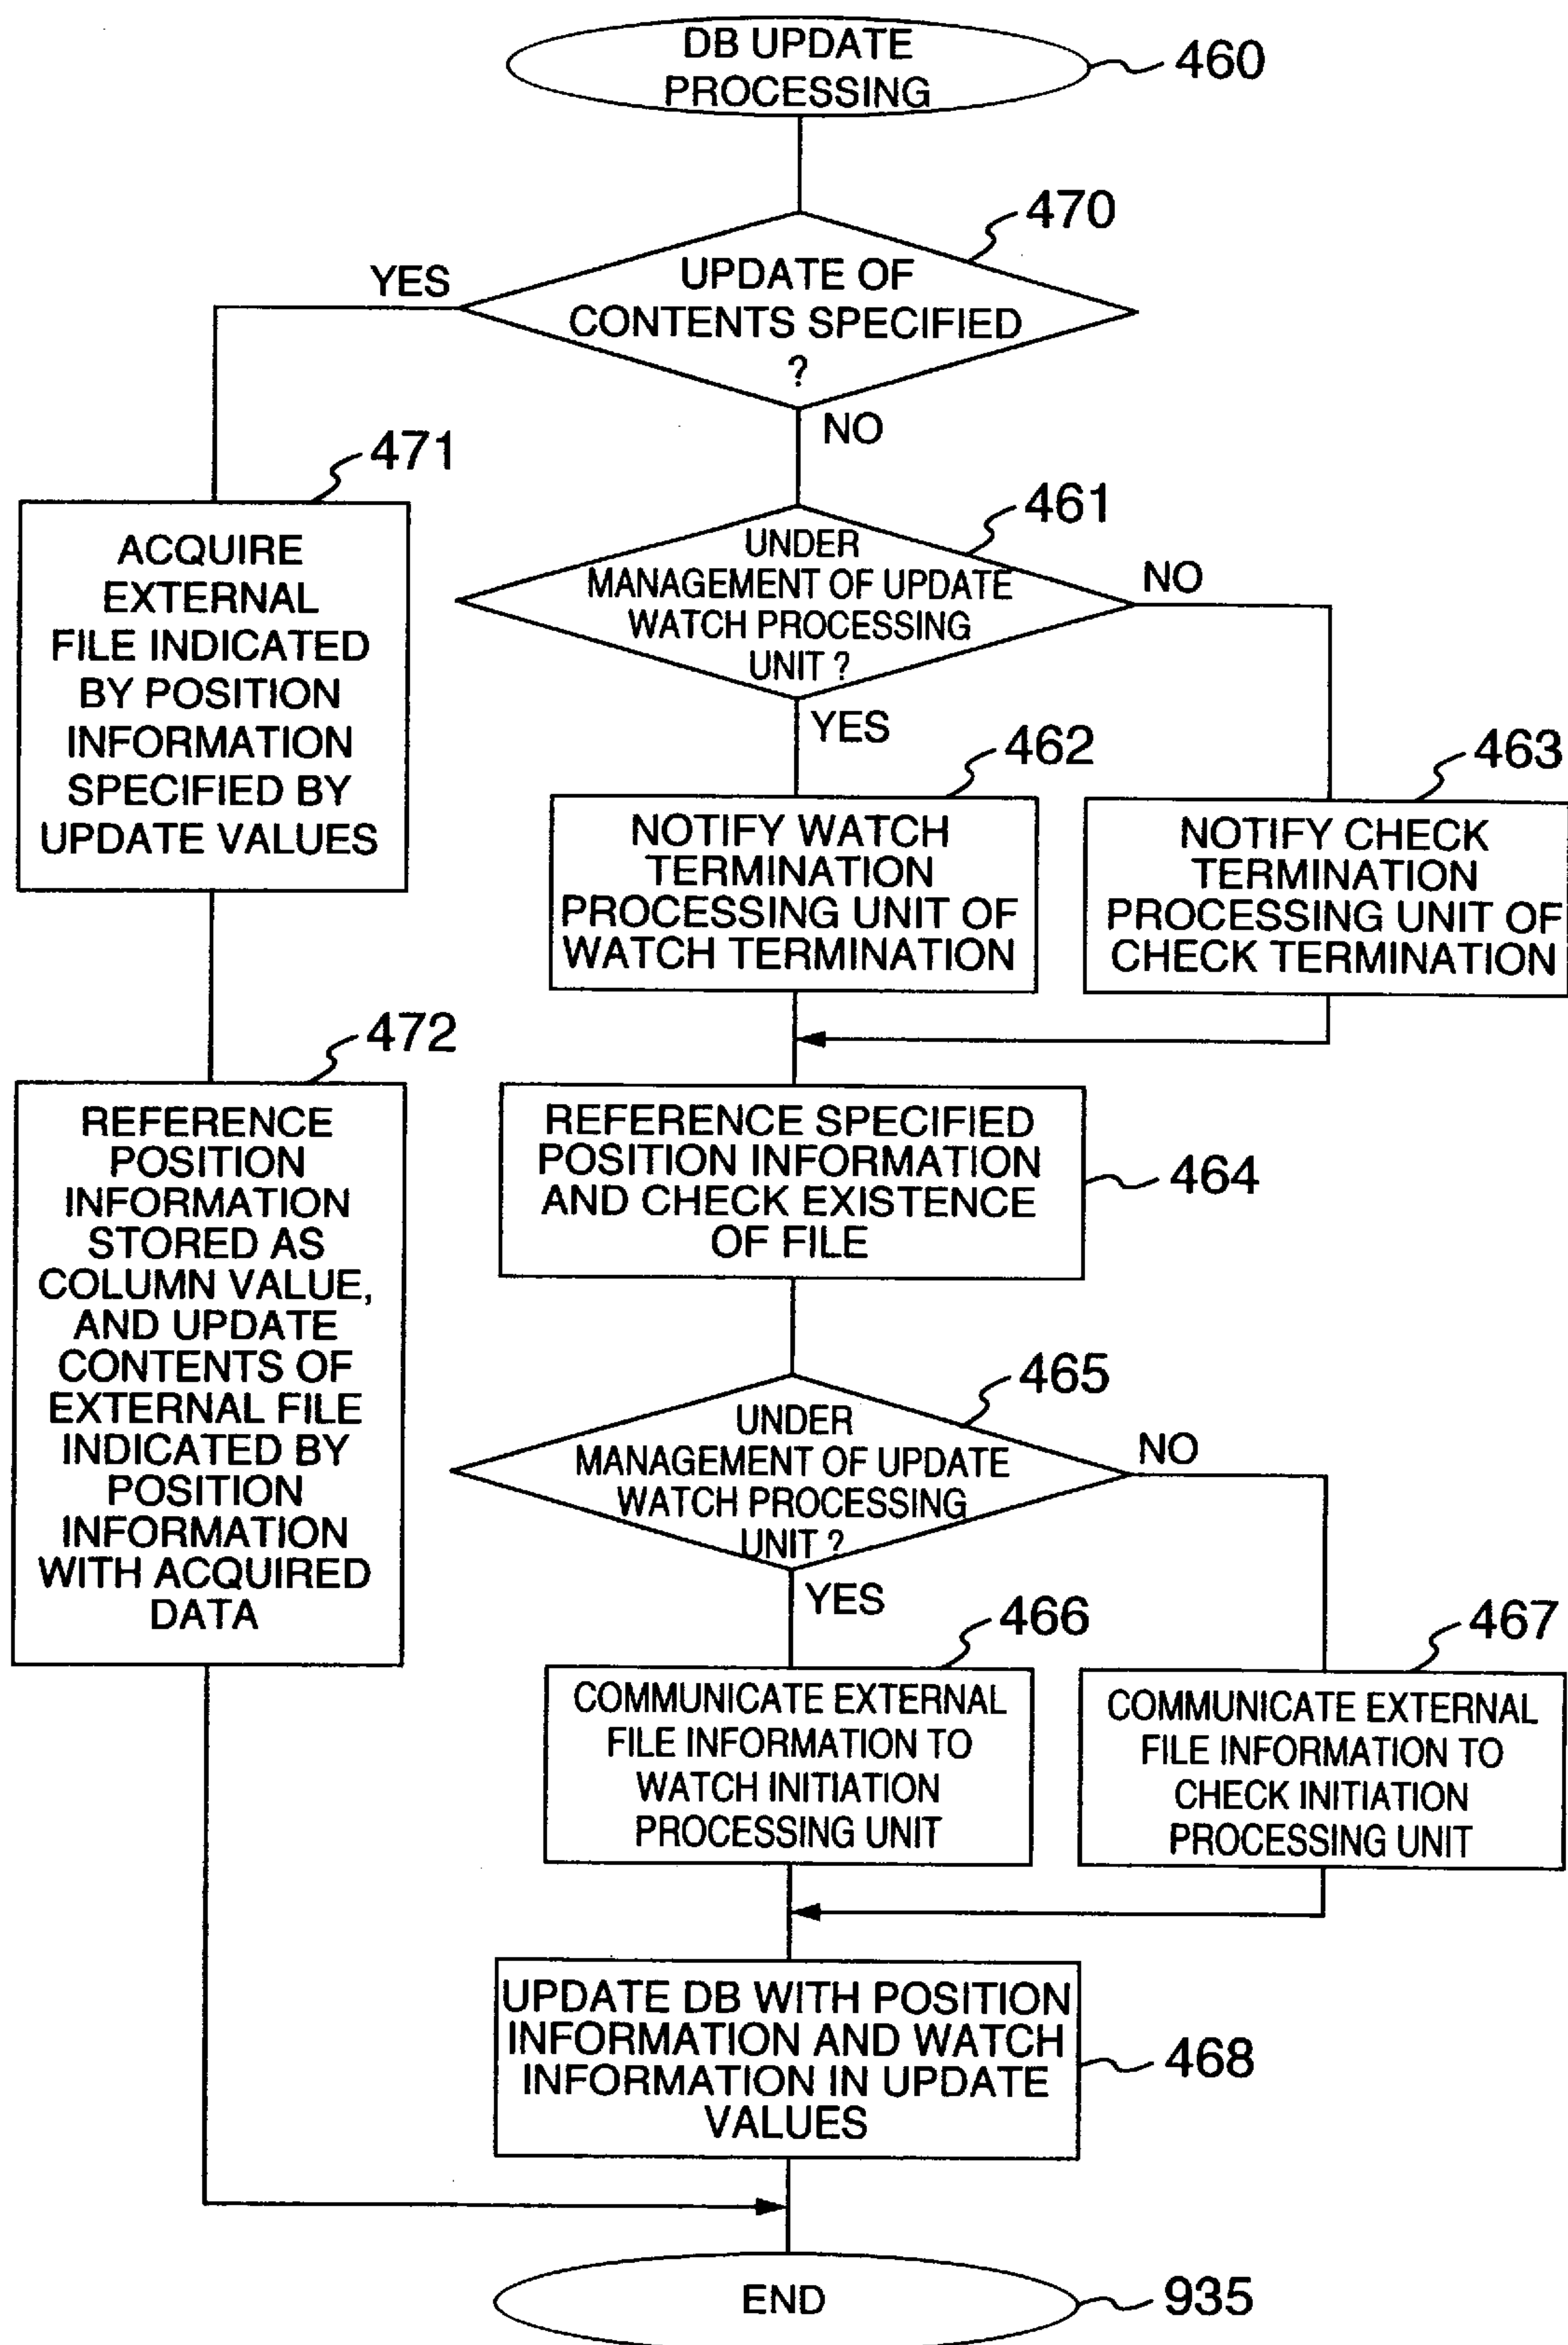 DB UPDATE
PROCESSING
460
470
UPDATE OF
CONTENTS SPECIFIED
?
YES
NO
471
ACQUIRE
EXTERNAL
FILE INDICATED
BY POSITION
INFORMATION
SPECIFIED BY
UPDATE VALUES
461
UNDER
MANAGEMENT OF UPDATE
WATCH PROCESSING
UNIT ?
NO
YES
462
NOTIFY WATCH
TERMINATION
PROCESSING UNIT OF
WATCH TERMINATION
463
NOTIFY CHECK
TERMINATION
PROCESSING UNIT OF
CHECK TERMINATION
472
REFERENCE
POSITION
INFORMATION
STORED AS
COLUMN VALUE,
AND UPDATE
CONTENTS OF
EXTERNAL FILE
INDICATED BY
POSITION
INFORMATION
WITH ACQUIRED
DATA
REFERENCE SPECIFIED
POSITION INFORMATION
AND CHECK EXISTENCE
OF FILE
464
465
UNDER
MANAGEMENT OF UPDATE
WATCH PROCESSING
UNIT ?
NO
YES
466
COMMUNICATE EXTERNAL
FILE INFORMATION TO
WATCH INITIATION
PROCESSING UNIT
467
COMMUNICATE EXTERNAL
FILE INFORMATION TO
CHECK INITIATION
PROCESSING UNIT
UPDATE DB WITH POSITION
INFORMATION AND WATCH
INFORMATION IN UPDATE
VALUES
468
END
935